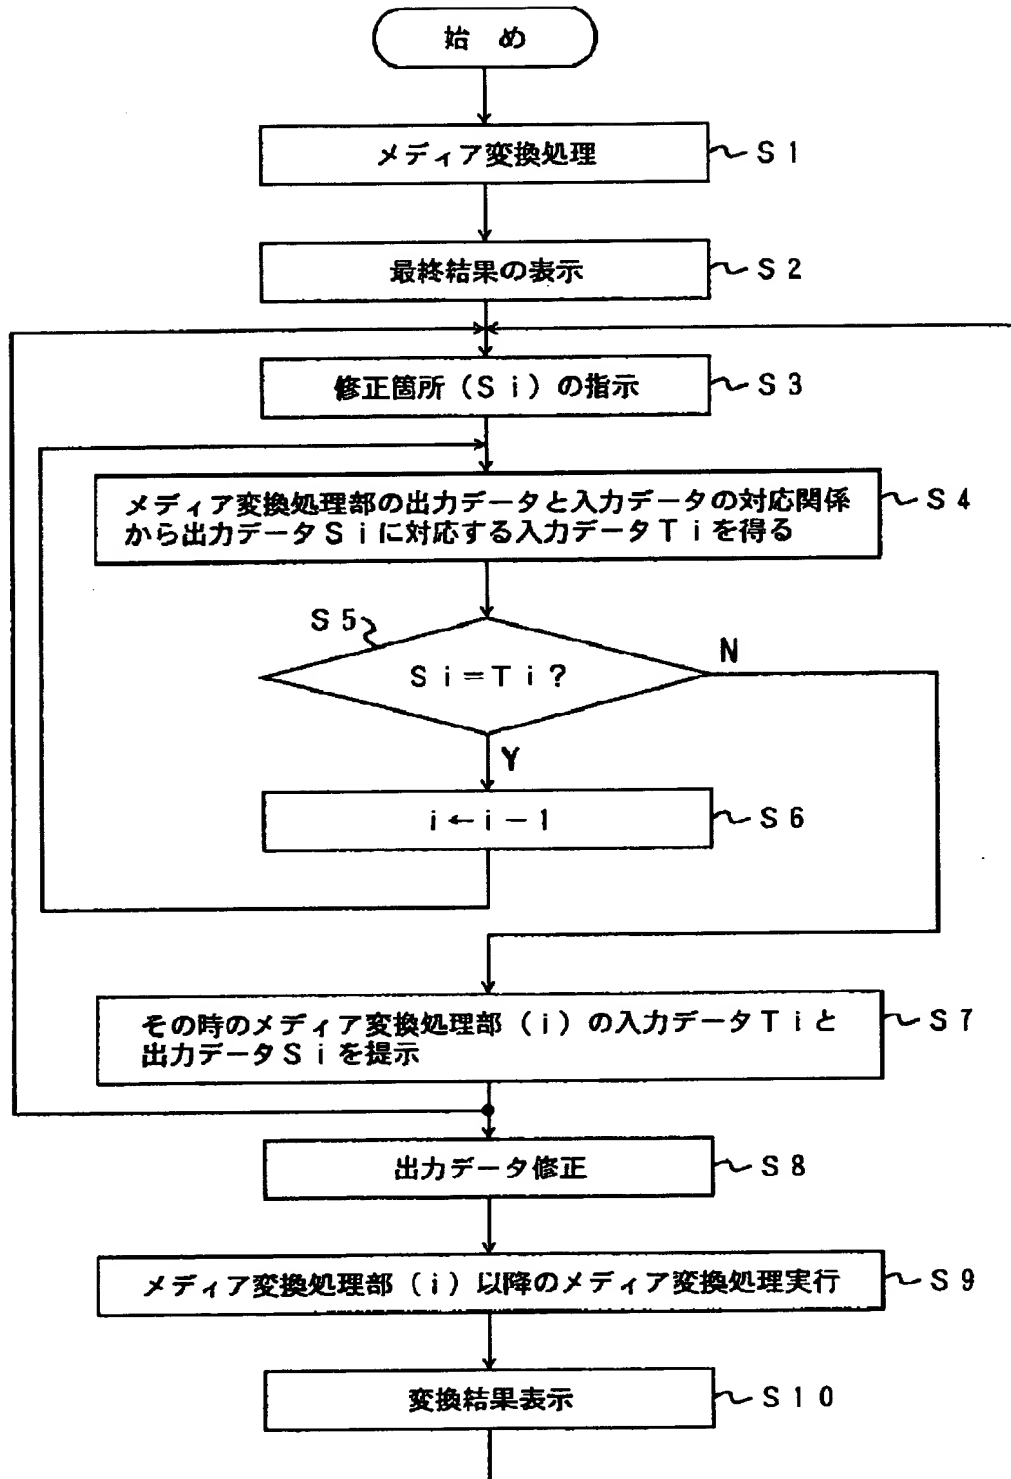 始 め
メディア変換処理 S1
最終結果の表示 S2
修正箇所(Si)の指示 S3
メディア変換処理部の出力データと入力データの対応関係 S4
から出力データSiに対応する入力データTiを得る
S5
Si=Ti?
N
Y
i←i-1 S6
その時のメディア変換処理部(i)の入力データTiと S7
出力データSiを提示
出力データ修正 S8
メディア変換処理部(i)以降のメディア変換処理実行 S9
変換結果表示 S10